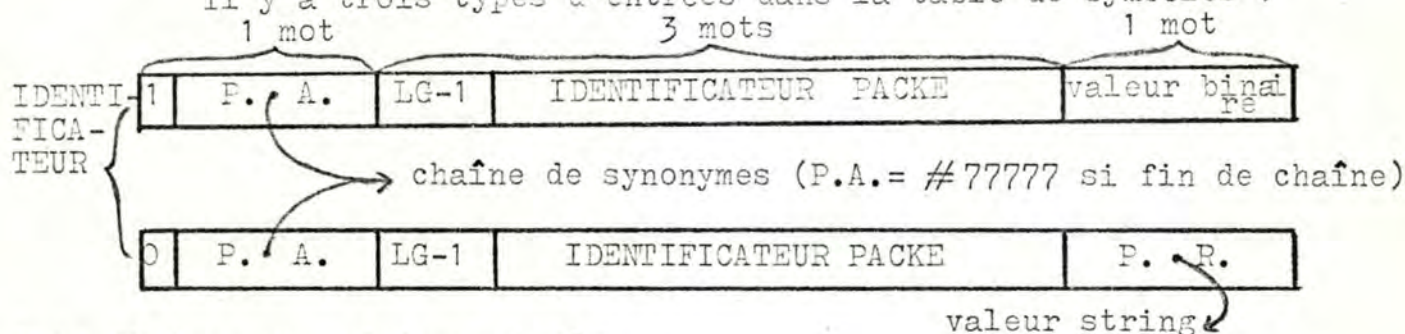 Il y a trois types d'entrées dans la table de symboles :
1 mot 3 mots 1 mot
IDENTI-
FICA-
TEUR
1 P. A. LG-1 IDENTIFICATEUR PACKE valeur binai
re
chaîne de synonymes (P.A.= #77777 si fin de chaîne)
0 P. A. LG-1 IDENTIFICATEUR PACKE P. R.
valeur string